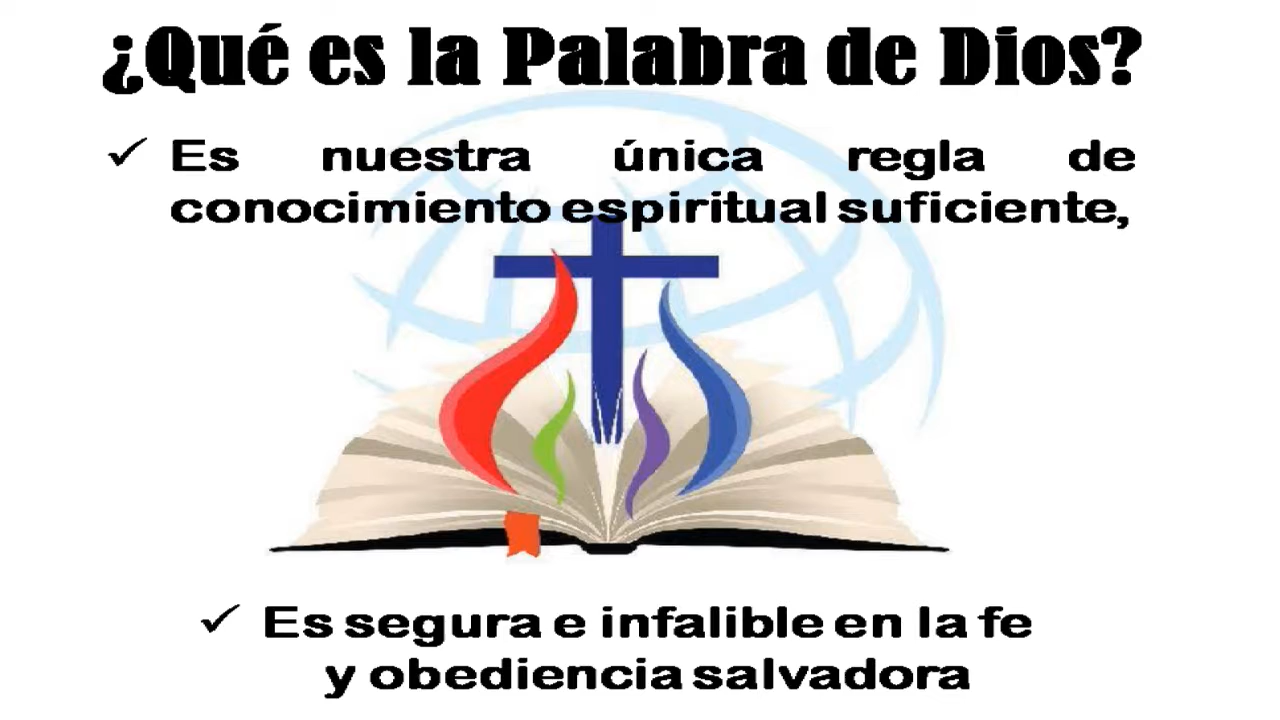 ¿Qué es la Palabra de Dios?
✓ Es nuestra única regla de
conocimiento espiritual suficiente,
✓ Es segura e infalible en la fe
y obediencia salvadora